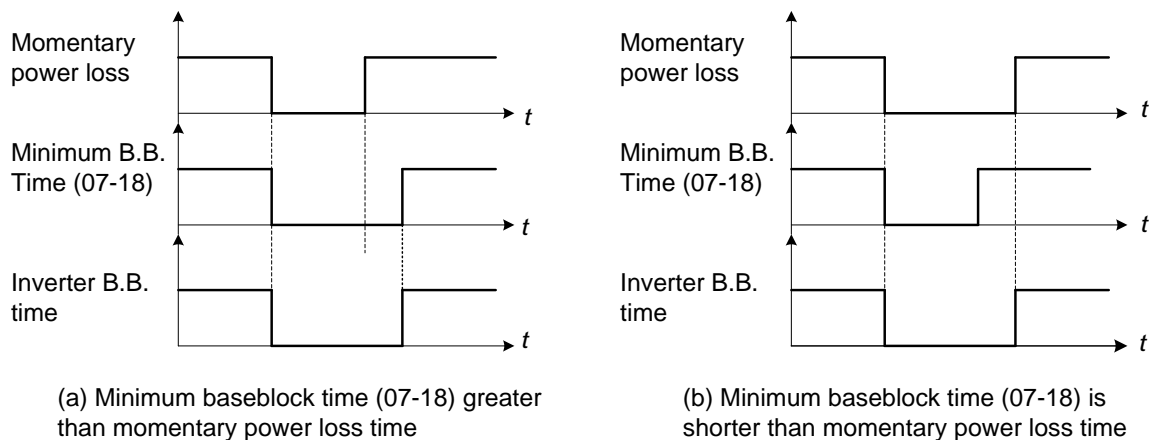 Momentary
power loss
t
Minimum B.B.
Time (07-18)
t
Inverter B.B.
time
t
(a) Minimum baseblock time (07-18) greater
than momentary power loss time
Momentary
power loss
t
Minimum B.B.
Time (07-18)
t
Inverter B.B.
time
t
(b) Minimum baseblock time (07-18) is
shorter than momentary power loss time